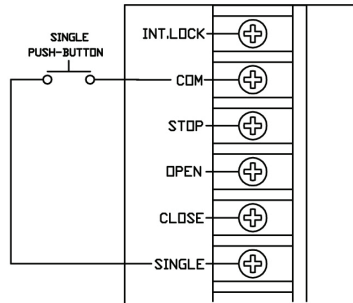 SINGLE
PUSH-BUTTON
INT.LOCK
COM
STOP
OPEN
CLOSE
SINGLE